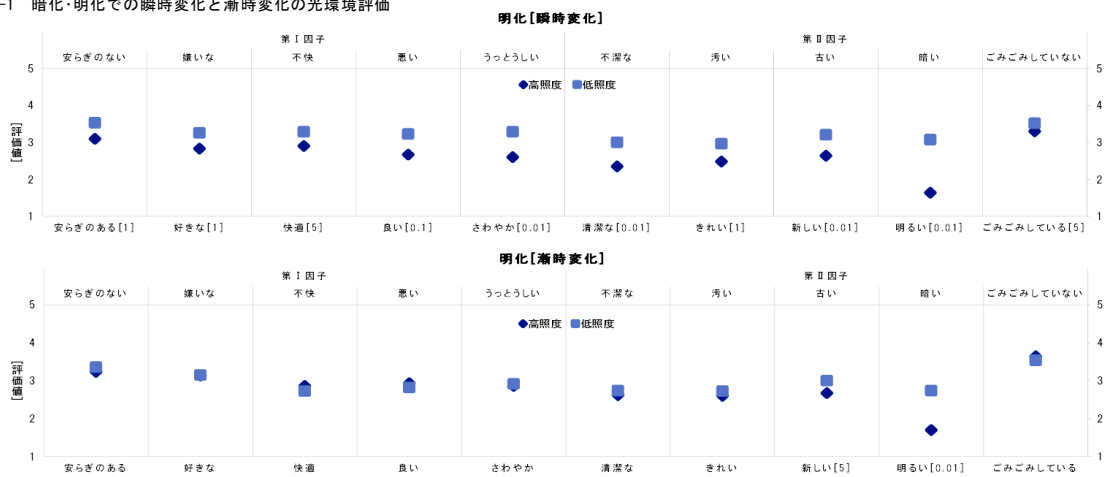 -1 暗化･明化での瞬時変化と漸時変化の光環境評価
明化[瞬時変化]
第Ⅰ因子 第Ⅱ因子
安らぎのない 嫌いな 不快 悪い うっとうしい 不潔な 汚い 古い 暗い ごみごみしていない
5 5
◆高照度 ■低照度
4 4
3 3
[評価値]
2 2
1 1
安らぎのある[1] 好きな[1] 快適[5] 良い[0.1] さわやか[0.01] 清潔な[0.01] きれい[1] 新しい[0.01] 明るい[0.01] ごみごみしている[5]
明化[漸時変化]
第Ⅰ因子 第Ⅱ因子
安らぎのない 嫌いな 不快 悪い うっとうしい 不潔な 汚い 古い 暗い ごみごみしていない
5 5
◆高照度 ■低照度
4 4
3 3
[評価値]
2 2
1 1
安らぎのある 好きな 快適 良い さわやか 清潔な きれい 新しい[5] 明るい[0.01] ごみごみしている